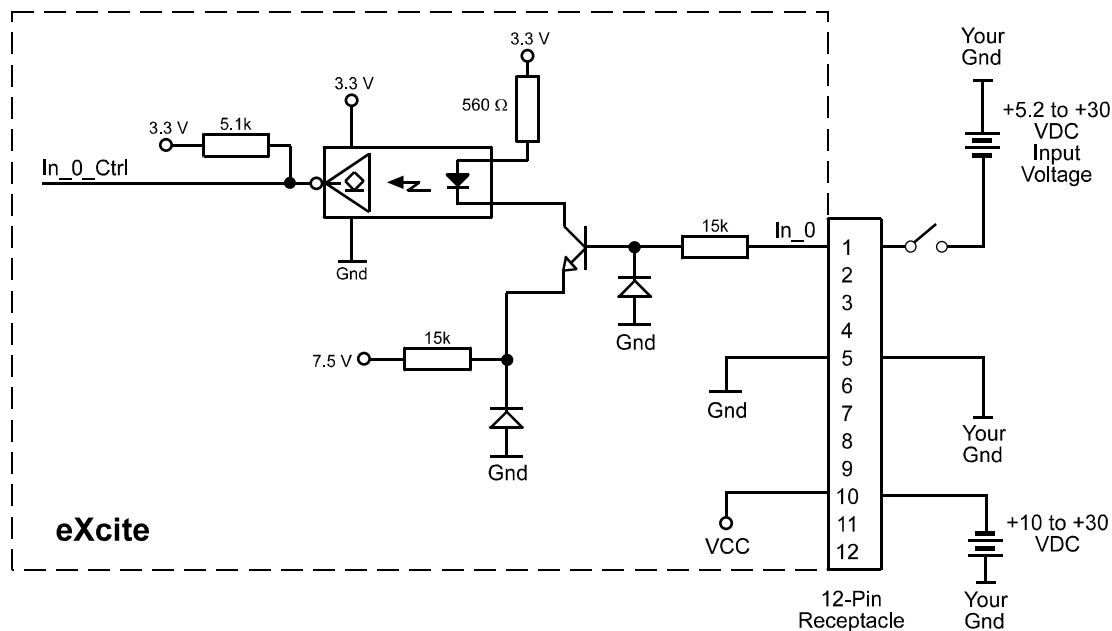 3.3 V
560 Ω
3.3 V
3.3 V
5.1k
In_0_Ctrl
Gnd
15k
In_0
Gnd
7.5 V
15k
Gnd
Gnd
VCC
eXcite
1
2
3
4
5
6
7
8
9
10
11
12
12-Pin
Receptacle
Your
Gnd
+5.2 to +30
VDC
Input
Voltage
Your
Gnd
+10 to +30
VDC
Your
Gnd